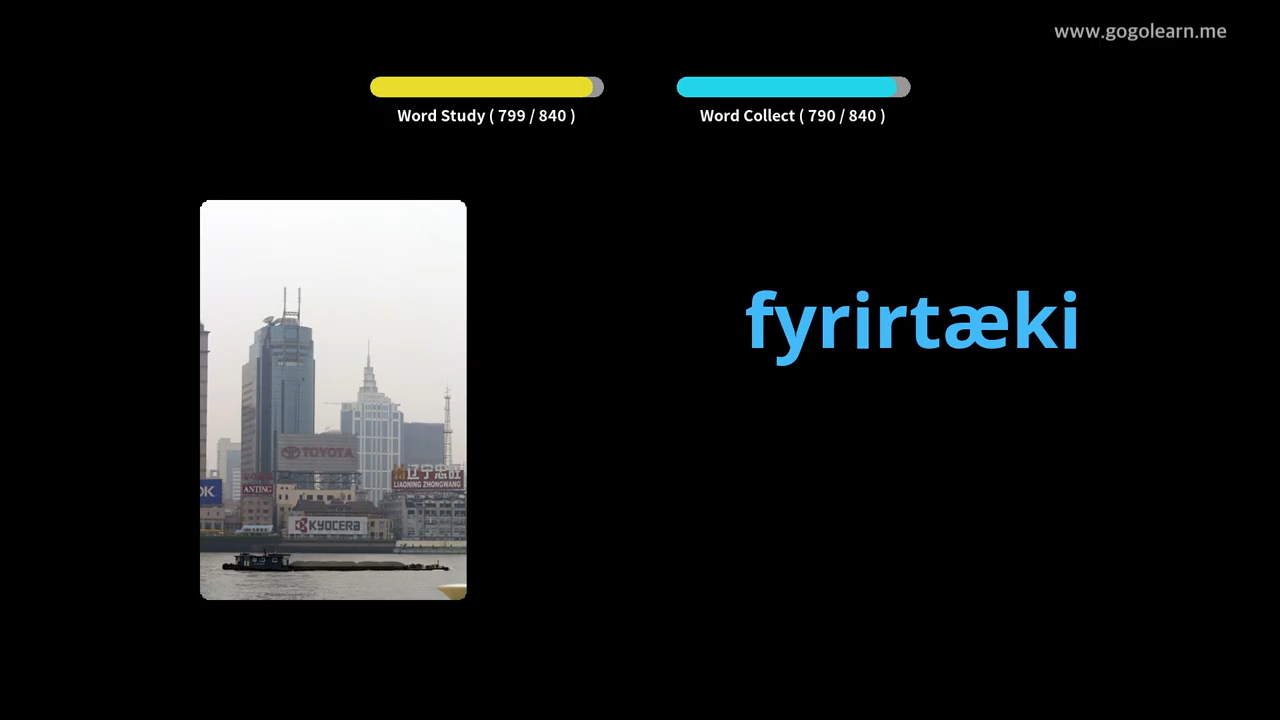 www.gogolearn.me
Word Study ( 799 / 840 )
Word Collect ( 790 / 840 )
fyrirtæki
TOYOTA
OK
ANTING
辽宁忠旺
LIAONING ZHONGWANG
KYOCERA